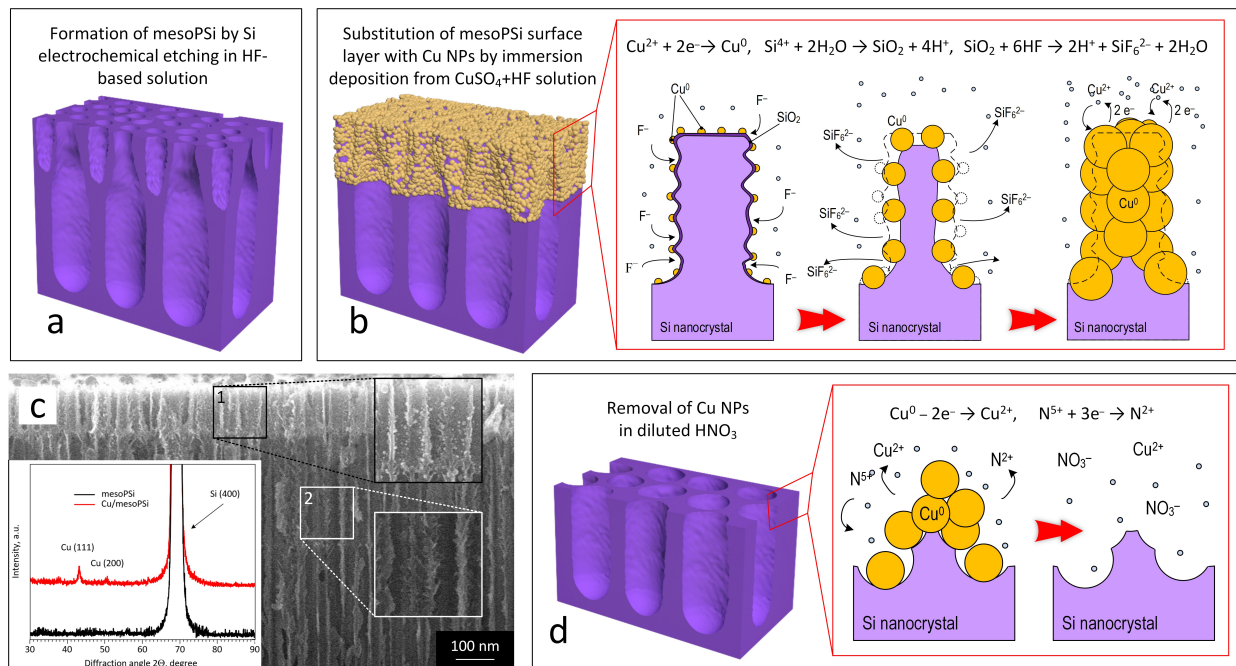 Formation of mesoPSi by Si
electrochemical etching in HF-
based solution
a
Substitution of mesoPSi surface
layer with Cu NPs by immersion
deposition from CuSO₄+HF solution
b
Cu²⁺ + 2e⁻→ Cu⁰, Si⁴⁺ + 2H₂O → SiO₂ + 4H⁺, SiO₂ + 6HF → 2H⁺ + SiF₆²⁻ + 2H₂O
Cu⁰
F⁻
SiO₂
F⁻
F⁻
F⁻
F⁻
F⁻
F⁻
Si nanocrystal
Cu⁰
SiF₆²⁻
SiF₆²⁻
SiF₆²⁻
SiF₆²⁻
SiF₆²⁻
Si nanocrystal
Cu²⁺
Cu²⁺
2 e⁻
2 e⁻
Cu⁰
Si nanocrystal
c
1
2
mesoPSi
Cu/mesoPSi
Si (400)
Cu (111)
Cu (200)
Intensity, a.u.
30 40 50 60 70 80 90
Diffraction angle 2Θ, degree
100 nm
Removal of Cu NPs
in diluted HNO₃
d
Cu⁰ – 2e⁻ → Cu²⁺, N⁵⁺ + 3e⁻ → N²⁺
Cu²⁺
N⁵⁺
N²⁺
Cu⁰
Si nanocrystal
NO₃⁻
Cu²⁺
NO₃⁻
Si nanocrystal